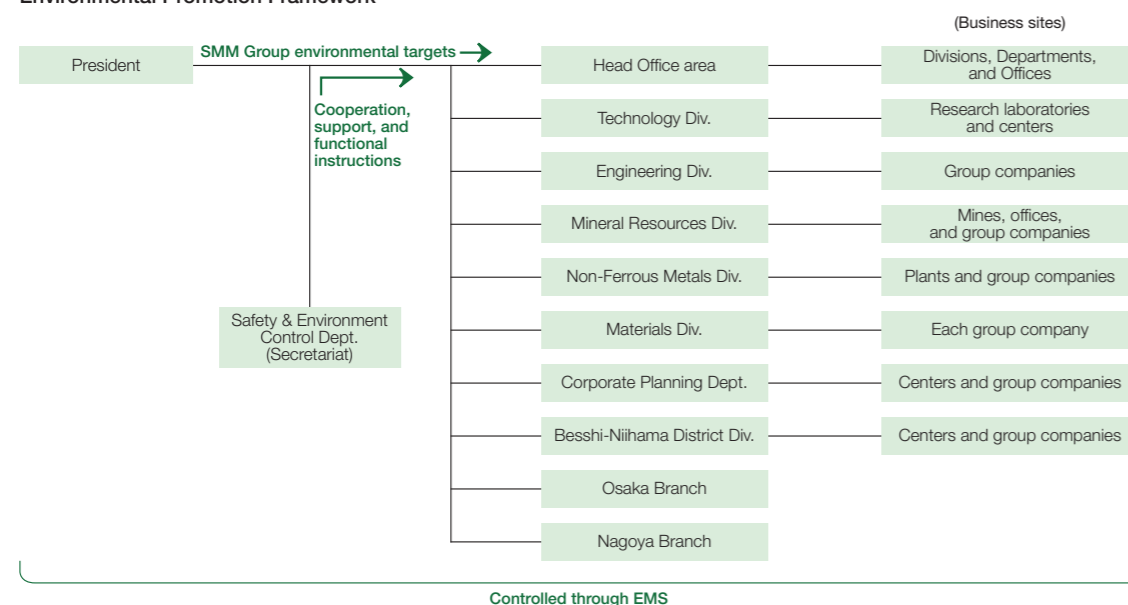 Environmental Promotion Framework
(Business sites)
President
SMM Group environmental targets
Cooperation,
support, and
functional
instructions
Safety & Environment
Control Dept.
(Secretariat)
Head Office area
Divisions, Departments,
and Offices
Technology Div.
Research laboratories
and centers
Engineering Div.
Group companies
Mineral Resources Div.
Mines, offices,
and group companies
Non-Ferrous Metals Div.
Plants and group companies
Materials Div.
Each group company
Corporate Planning Dept.
Centers and group companies
Besshi-Niihama District Div.
Centers and group companies
Osaka Branch
Nagoya Branch
Controlled through EMS